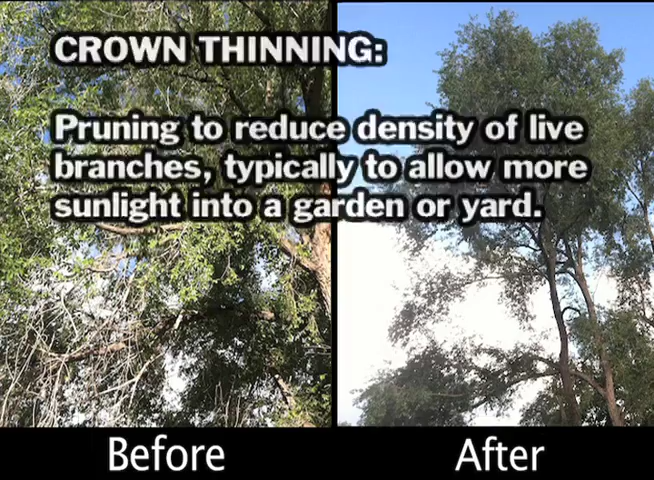 CROWN THINNING:
Pruning to reduce density of live
branches, typically to allow more
sunlight into a garden or yard.
Before
After